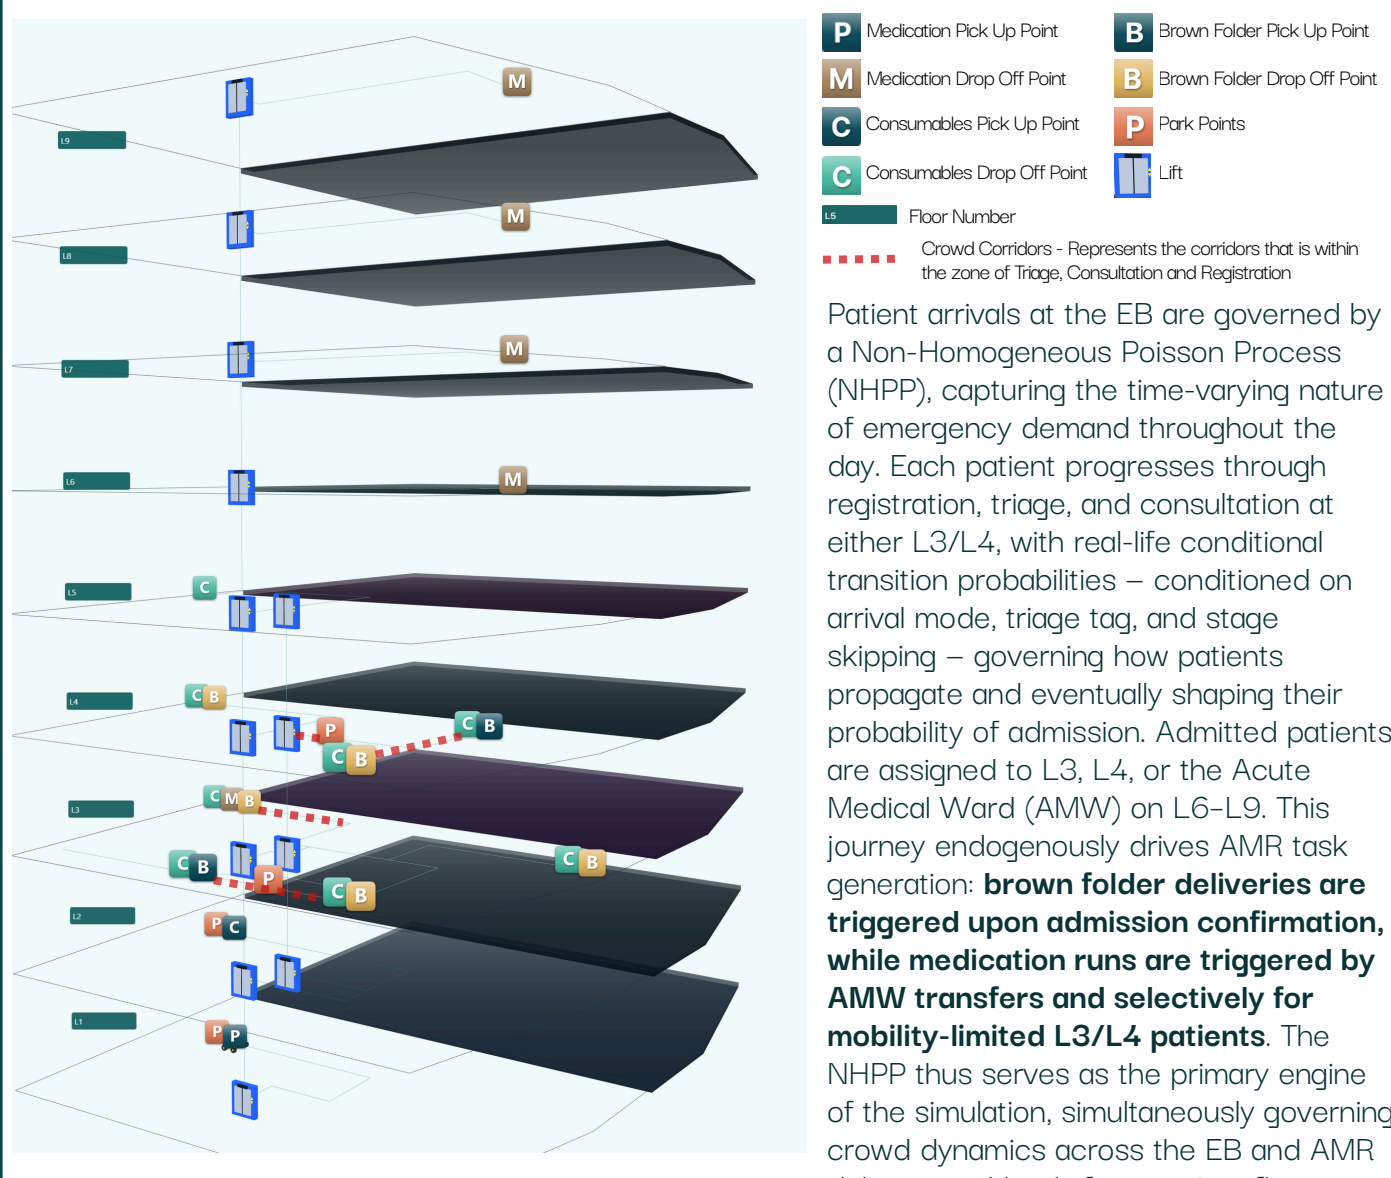 P Medication Pick Up Point
B Brown Folder Pick Up Point
M Medication Drop Off Point
B Brown Folder Drop Off Point
C Consumables Pick Up Point
P Park Points
C Consumables Drop Off Point
Lift
L5 Floor Number
Crowd Corridors - Represents the corridors that is within
the zone of Triage, Consultation and Registration
M
L9
M
L8
M
L7
M
L6
C
L5
C B
L4
P
C B
C B
C M B
L3
C B
P
C B
C B
L2
P C
L1
P P
Patient arrivals at the EB are governed by
a Non-Homogeneous Poisson Process
(NHPP), capturing the time-varying nature
of emergency demand throughout the
day. Each patient progresses through
registration, triage, and consultation at
either L3/L4, with real-life conditional
transition probabilities – conditioned on
arrival mode, triage tag, and stage
skipping – governing how patients
propagate and eventually shaping their
probability of admission. Admitted patients
are assigned to L3, L4, or the Acute
Medical Ward (AMW) on L6-L9. This
journey endogenously drives AMR task
generation: brown folder deliveries are
triggered upon admission confirmation,
while medication runs are triggered by
AMW transfers and selectively for
mobility-limited L3/L4 patients. The
NHPP thus serves as the primary engine
of the simulation, simultaneously governing
crowd dynamics across the EB and AMR